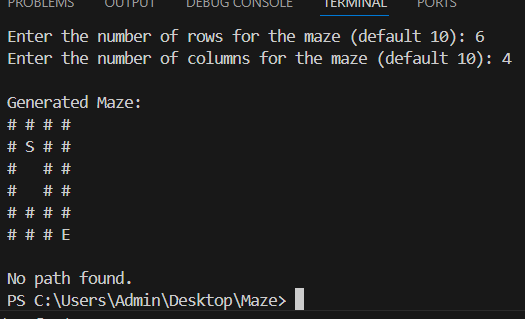 PROBLEMS OUTPUT DEBUG CONSOLE TERMINAL PORTS
Enter the number of rows for the maze (default 10): 6
Enter the number of columns for the maze (default 10): 4
Generated Maze:
# # # #
# S # #
#   # #
#   # #
# # # #
# # # E
No path found.
PS C:\Users\Admin\Desktop\Maze>